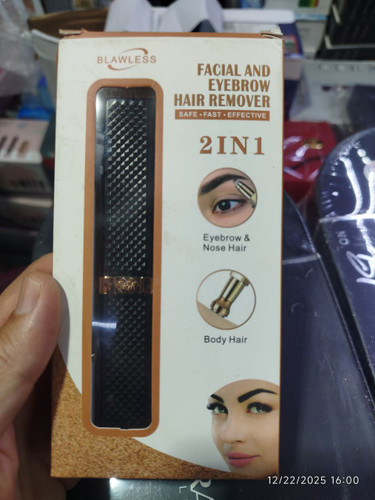 BLAWLESS
FACIAL AND
EYEBROW
HAIR REMOVER
SAFE • FAST • EFFECTIVE
2IN1
Eyebrow &
Nose Hair
Body Hair
12/22/2025 16:00